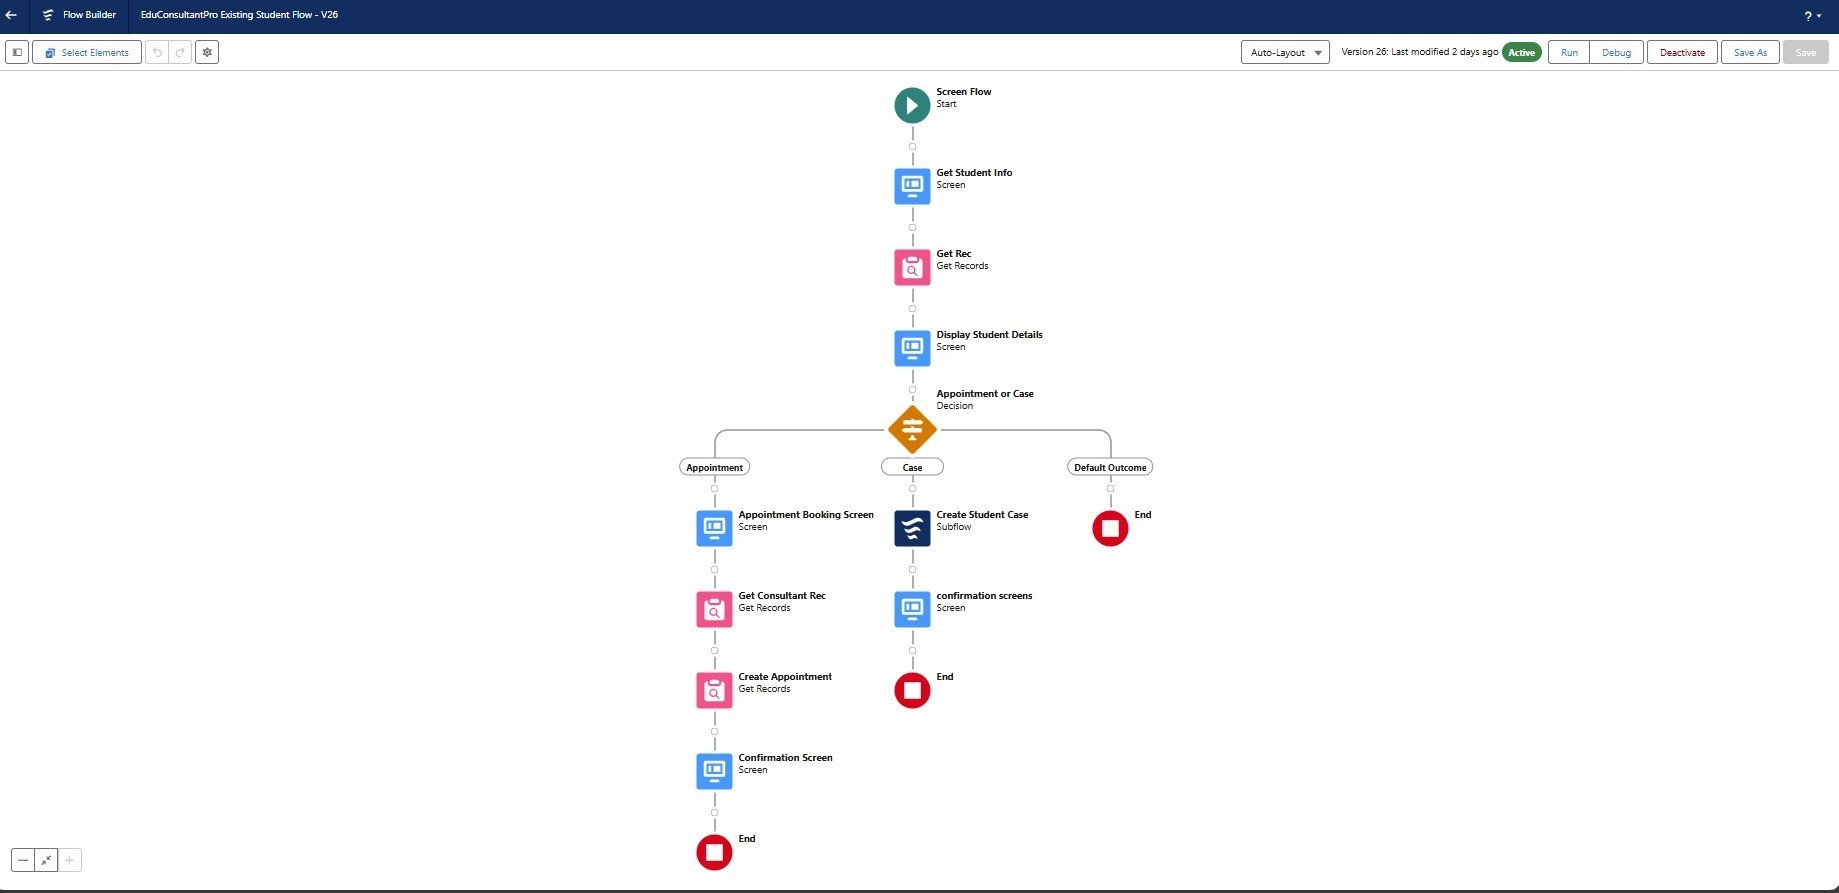 Flow Builder
EduConsultantPro Existing Student Flow - V26
?
Select Elements
Auto-Layout
Version 26: Last modified 2 days ago
Active
Run
Debug
Deactivate
Save As
Save
Screen Flow
Start
Get Student Info
Screen
Get Rec
Get Records
Display Student Details
Screen
Appointment or Case
Decision
Appointment
Case
Default Outcome
Appointment Booking Screen
Screen
Create Student Case
Subflow
End
Get Consultant Rec
Get Records
confirmation screens
Screen
Create Appointment
Get Records
End
Confirmation Screen
Screen
End